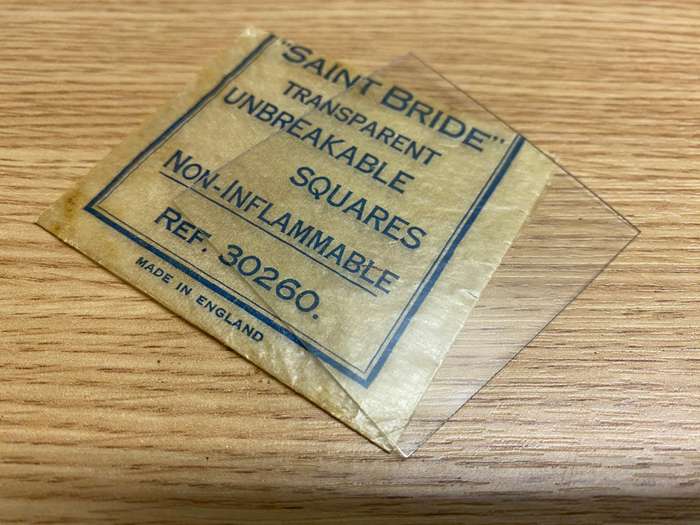 "SAINT BRIDE"
TRANSPARENT
UNBREAKABLE
SQUARES
NON-INFLAMMABLE
REF. 30260.
MADE IN ENGLAND